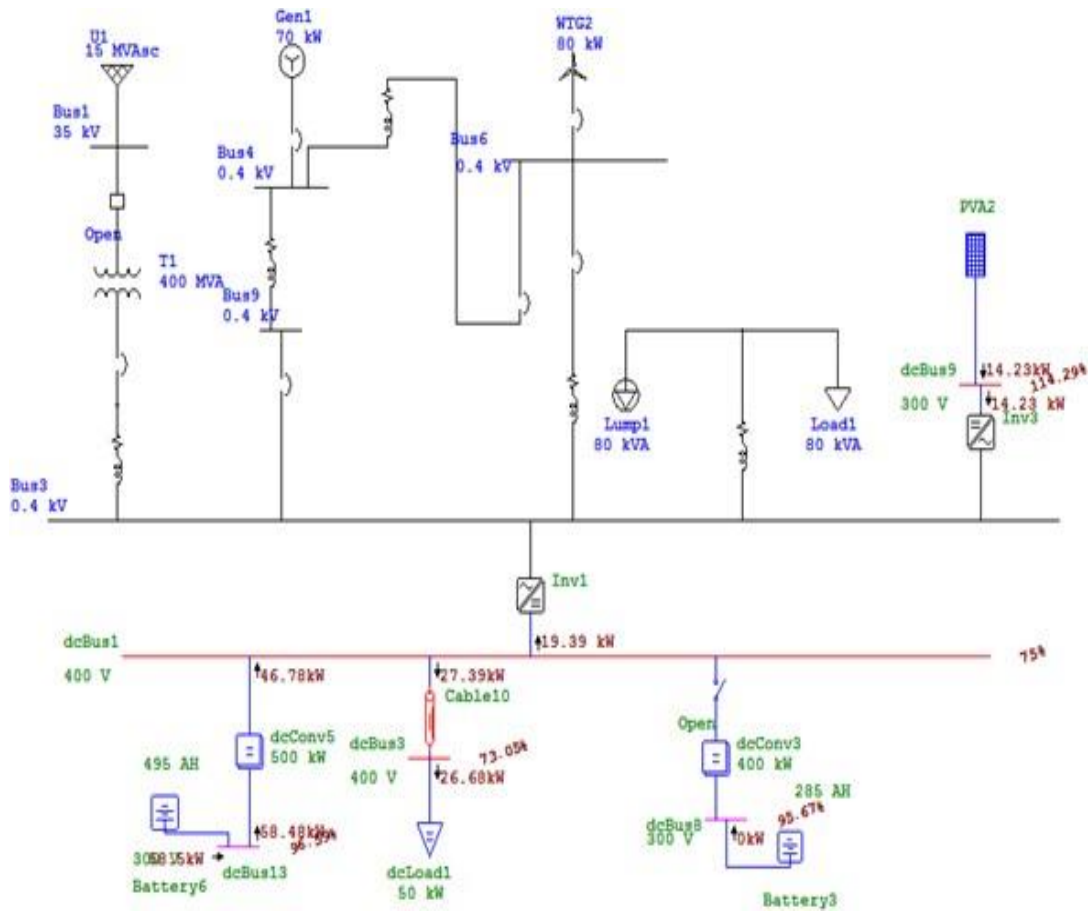 U1
15 MVAsc
Gen1
70 kW
WTG2
80 kW
Bus1
35 kV
Bus4
0.4 kV
Bus6
0.4 kV
Open
T1
400 MVA
Bus9
0.4 kV
PVA2
dcBus9
300 V
14.23kW
114.29%
14.23 kW
Inv3
Lump1
80 kVA
Load1
80 kVA
Bus3
0.4 kV
Inv1
19.39 kW
dcBus1
400 V
75%
46.78kW
27.39kW
Cable10
Open
dcConv5
500 kW
dcBus3
400 V
73.05%
26.68kW
dcConv3
400 kW
495 AH
285 AH
95.67%
58.48kW
96.59%
dcBus8
300 V
0kW
dcBus13
Battery6
dcLoad1
50 kW
Battery3